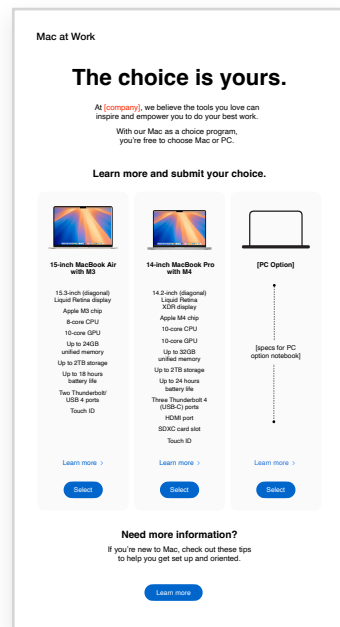 Mac at Work
The choice is yours.
At [company], we believe the tools you love can
inspire and empower you to do your best work.
With our Mac as a choice program,
you're free to choose Mac or PC.
Learn more and submit your choice.
15-inch MacBook Air
with M3
15.3-inch (diagonal)
Liquid Retina display
Apple M3 chip
8-core CPU
10-core GPU
Up to 24GB
unified memory
Up to 2TB storage
Up to 18 hours
battery life
Two Thunderbolt/
USB 4 ports
Touch ID
Learn more >
Select
14-inch MacBook Pro
with M4
14.2-inch (diagonal)
Liquid Retina
XDR display
Apple M4 chip
10-core CPU
10-core GPU
Up to 32GB
unified memory
Up to 2TB storage
Up to 24 hours
battery life
Three Thunderbolt 4
(USB-C) ports
HDMI port
SDXC card slot
Touch ID
Learn more >
Select
[PC Option]
[specs for PC
option notebook]
Learn more >
Select
Need more information?
If you're new to Mac, check out these tips
to help you get set up and oriented.
Learn more